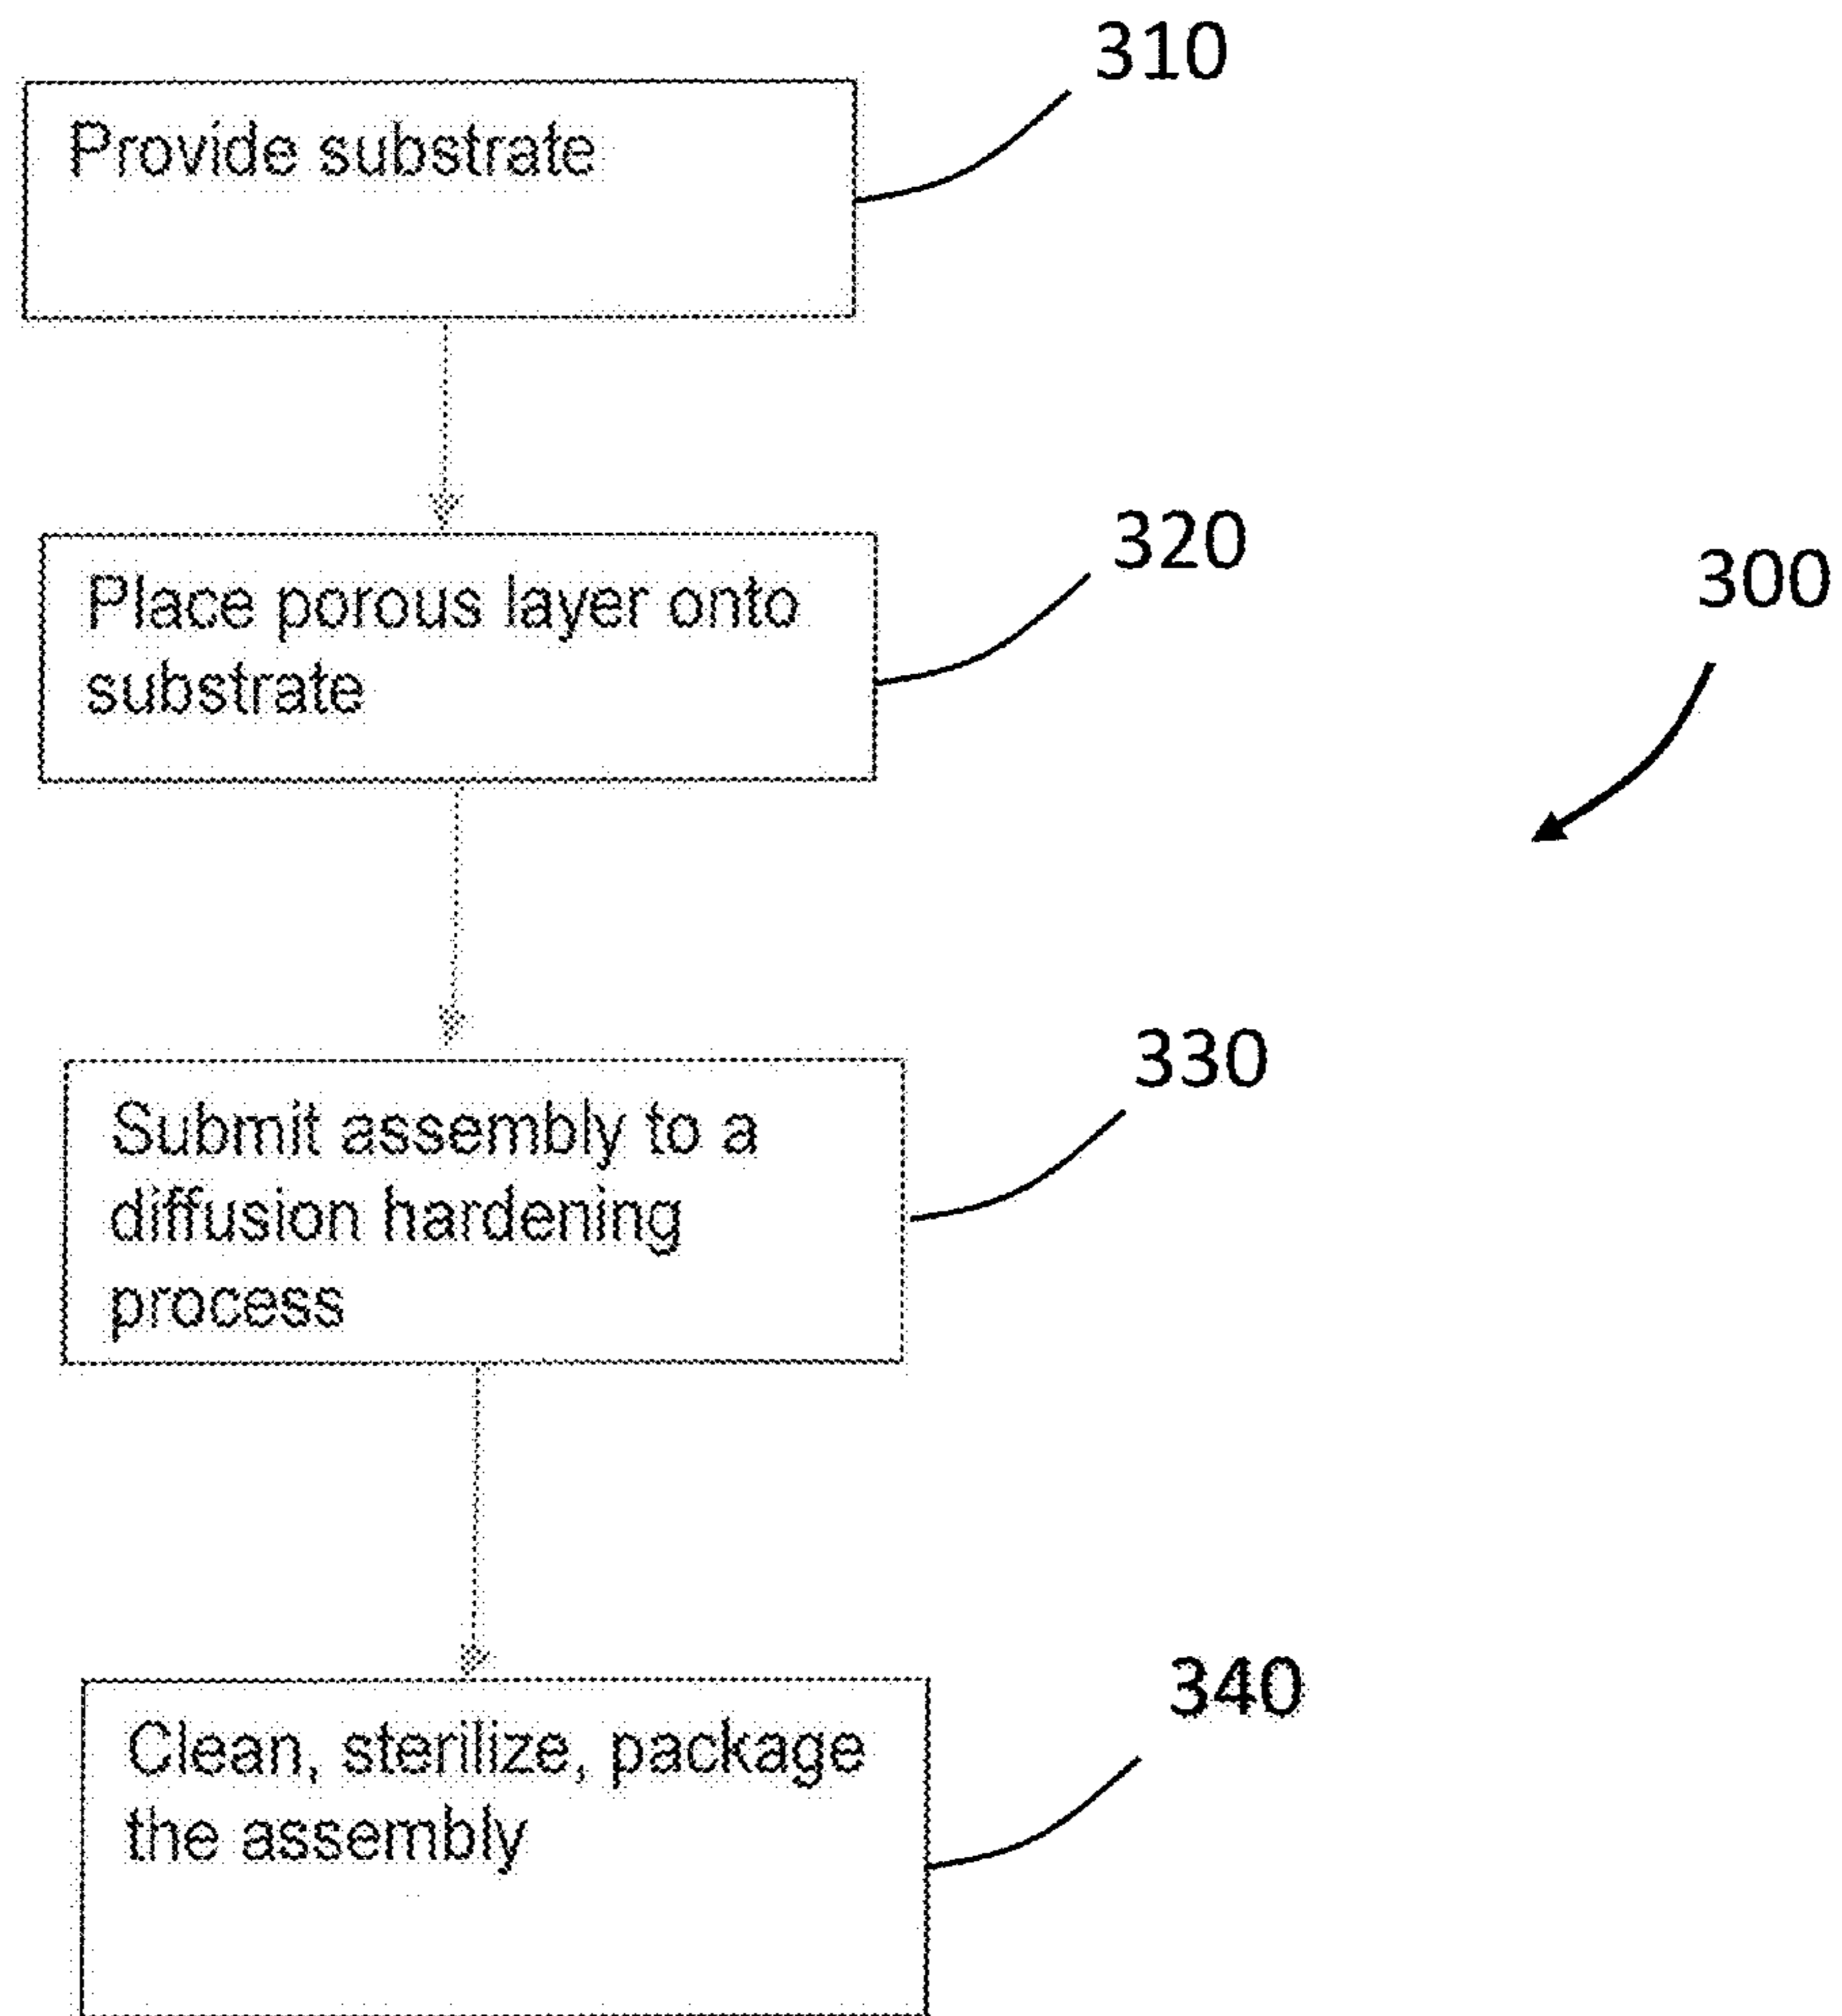 310
Provide substrate
320
Place porous layer onto
substrate
300
330
Submit assembly to a
diffusion hardening
process
340
Clean, sterilize, package
the assembly